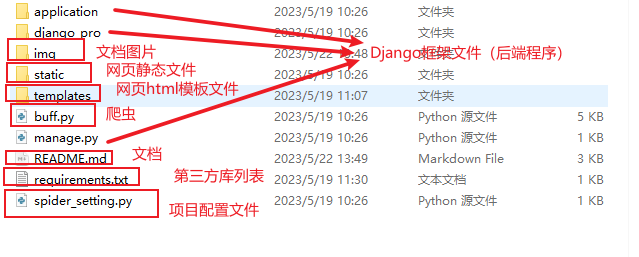 application 2023/5/19 10:26 文件夹
django_pro 2023/5/19 10:26 文件夹
img 文档图片 2023/5/22 13:48 文件夹 Django框架文件（后端程序）
static 网页静态文件 2023/5/19 10:26 文件夹
templates 网页html模板文件 2023/5/19 11:07 文件夹
buff.py 爬虫 2023/5/19 10:26 Python 源文件 5 KB
manage.py 2023/5/19 10:26 Python 源文件 1 KB
README.md 文档 2023/5/22 13:49 Markdown File 3 KB
requirements.txt 第三方库列表 2023/5/19 11:30 文本文档 1 KB
spider_setting.py 项目配置文件 2023/5/19 10:26 Python 源文件 1 KB